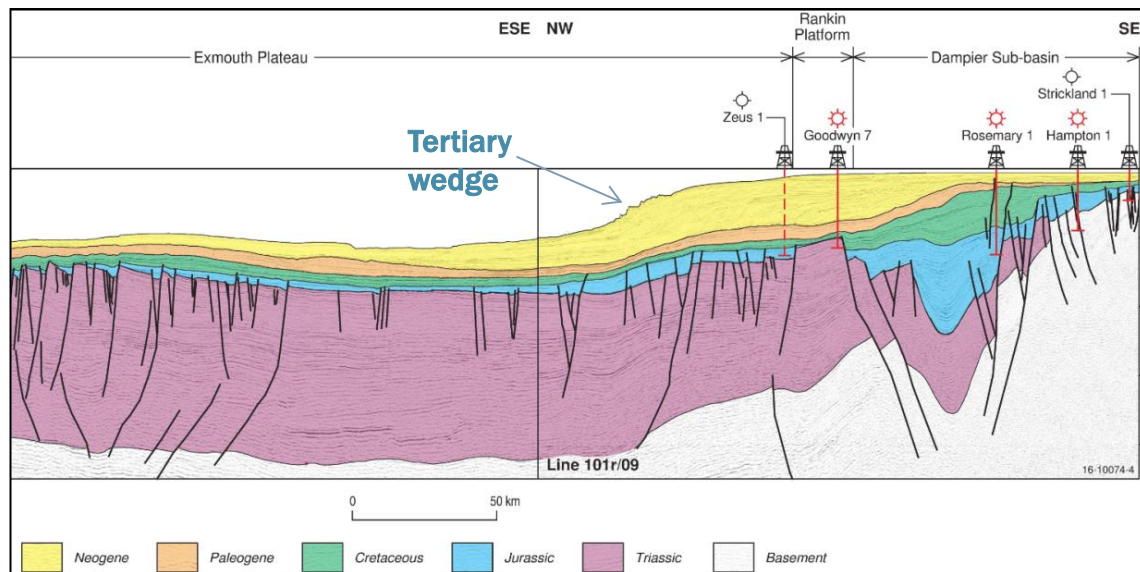 ESE NW
Rankin
Platform
SE
Exmouth Plateau
Dampier Sub-basin
Strickland 1
Zeus 1
Goodwyn 7
Rosemary 1
Hampton 1
Tertiary
wedge
Line 101r/09
16-10074-4
0
50 km
Neogene
Paleogene
Cretaceous
Jurassic
Triassic
Basement